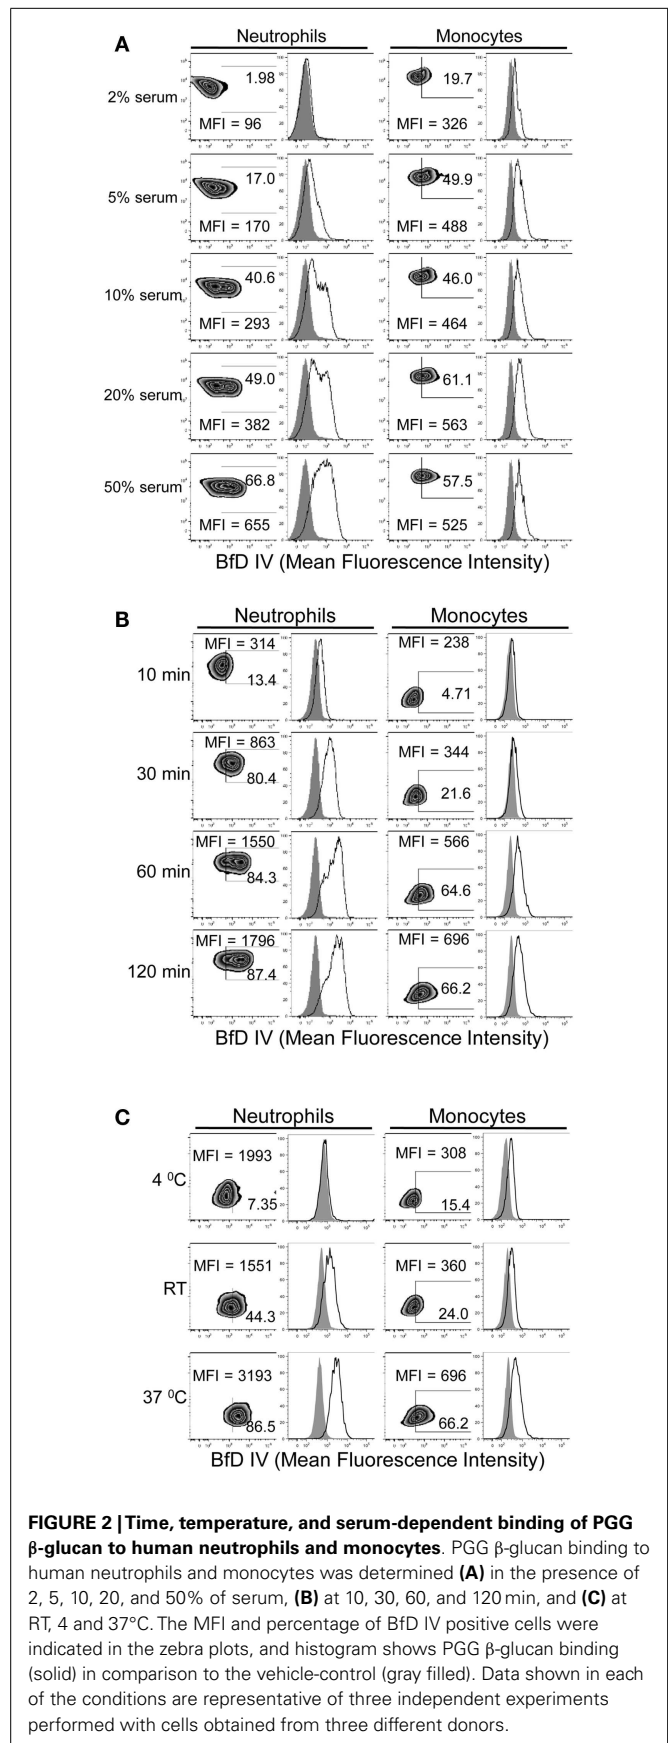 A
Neutrophils
Monocytes
2% serum
1.98
MFI = 96
19.7
MFI = 326
5% serum
17.0
MFI = 170
49.9
MFI = 488
10% serum
40.6
MFI = 293
46.0
MFI = 464
20% serum
49.0
MFI = 382
61.1
MFI = 563
50% serum
66.8
MFI = 655
57.5
MFI = 525
BfD IV (Mean Fluorescence Intensity)
B
Neutrophils
Monocytes
10 min
MFI = 314
13.4
MFI = 238
4.71
30 min
MFI = 863
80.4
MFI = 344
21.6
60 min
MFI = 1550
84.3
MFI = 566
64.6
120 min
MFI = 1796
87.4
MFI = 696
66.2
BfD IV (Mean Fluorescence Intensity)
C
Neutrophils
Monocytes
4 ⁰C
MFI = 1993
7.35
MFI = 308
15.4
RT
MFI = 1551
44.3
MFI = 360
24.0
37 ⁰C
MFI = 3193
86.5
MFI = 696
66.2
BfD IV (Mean Fluorescence Intensity)
FIGURE 2 | Time, temperature, and serum-dependent binding of PGG
β-glucan to human neutrophils and monocytes. PGG β-glucan binding to
human neutrophils and monocytes was determined (A) in the presence of
2, 5, 10, 20, and 50% of serum, (B) at 10, 30, 60, and 120 min, and (C) at
RT, 4 and 37°C. The MFI and percentage of BfD IV positive cells were
indicated in the zebra plots, and histogram shows PGG β-glucan binding
(solid) in comparison to the vehicle-control (gray filled). Data shown in each
of the conditions are representative of three independent experiments
performed with cells obtained from three different donors.